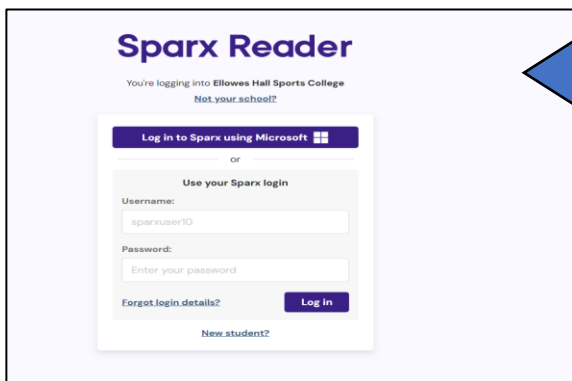 Sparx Reader
You're logging into Ellowes Hall Sports College
Not your school?
Log in to Sparx using Microsoft
or
Use your Sparx login
Username:
sparxuser10
Password:
Enter your password
Forgot login details?
Log in
New student?